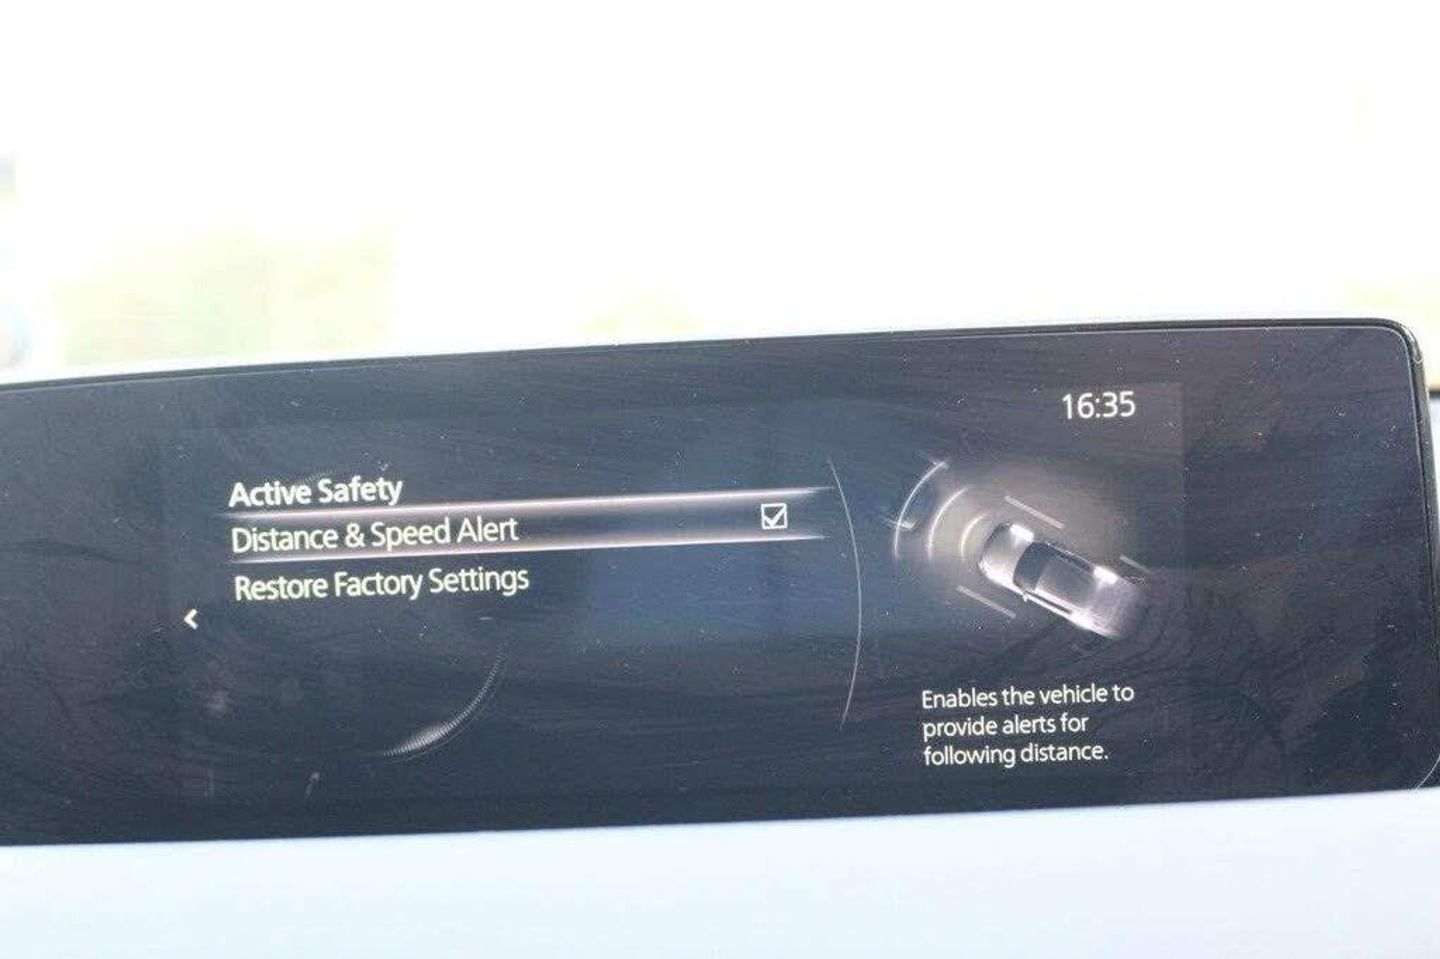 16:35
Active Safety
Distance & Speed Alert
Restore Factory Settings
Enables the vehicle to
provide alerts for
following distance.